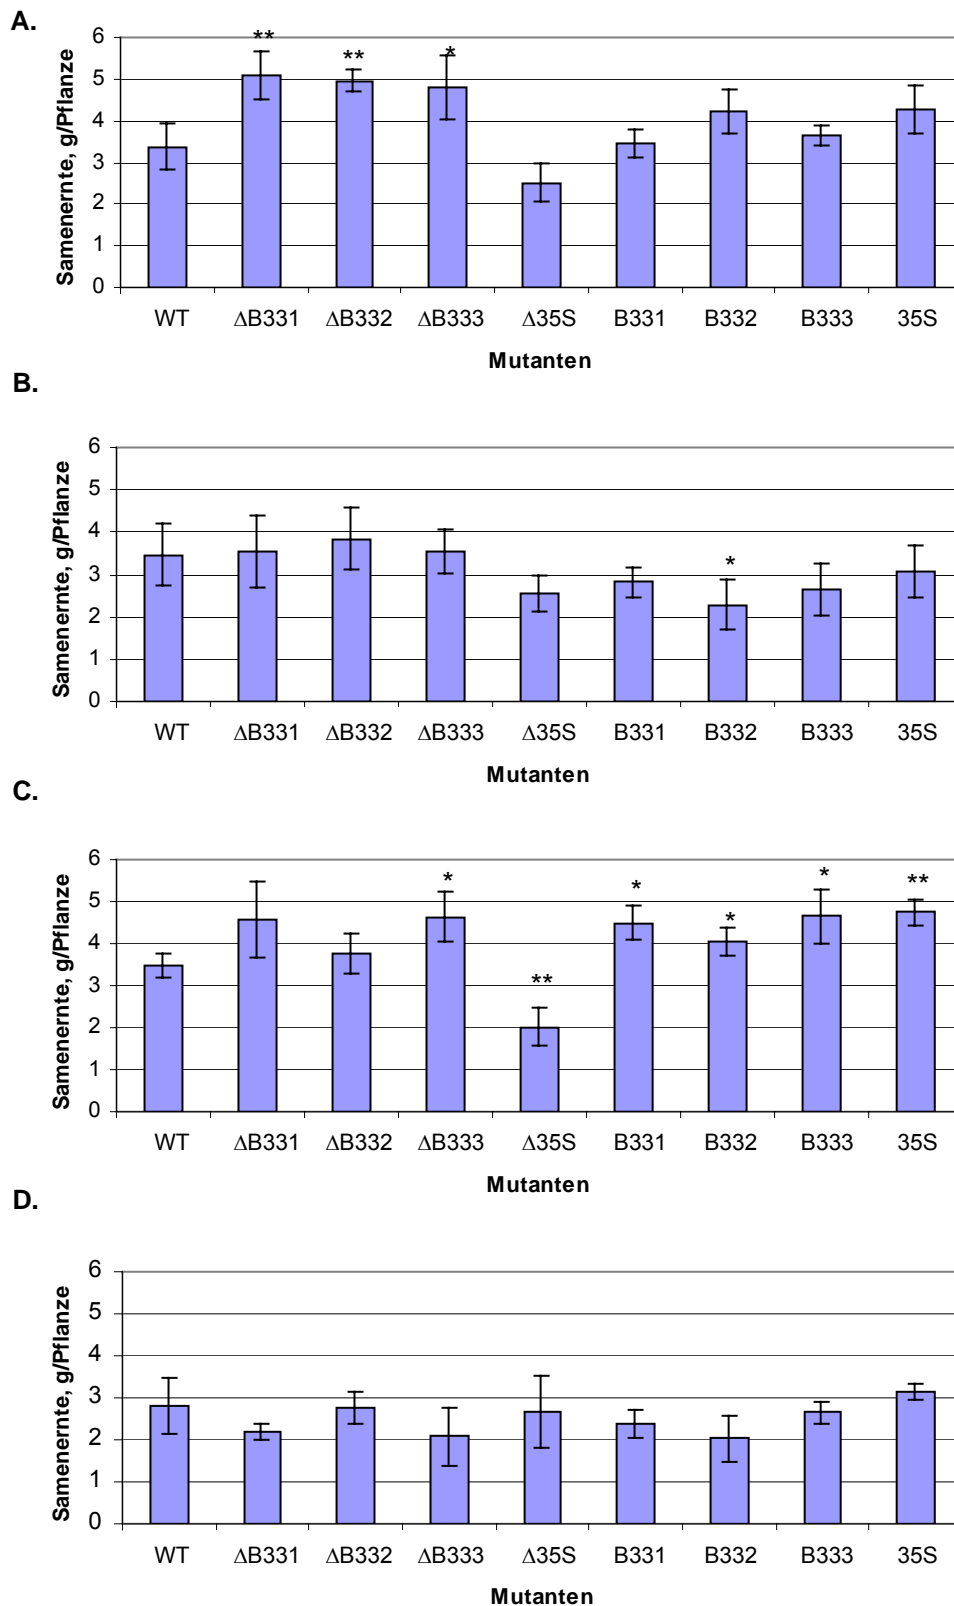 A.
Samenernte, g/Pflanze
6
5
4
3
2
1
0
** ** *
WT ΔB331 ΔB332 ΔB333 Δ35S B331 B332 B333 35S
Mutanten
B.
Samenernte, g/Pflanze
6
5
4
3
2
1
0
*
WT ΔB331 ΔB332 ΔB333 Δ35S B331 B332 B333 35S
Mutanten
C.
Samenernte, g/Pflanze
6
5
4
3
2
1
0
* ** * * * **
WT ΔB331 ΔB332 ΔB333 Δ35S B331 B332 B333 35S
Mutanten
D.
Samenernte, g/Pflanze
6
5
4
3
2
1
0
WT ΔB331 ΔB332 ΔB333 Δ35S B331 B332 B333 35S
Mutanten